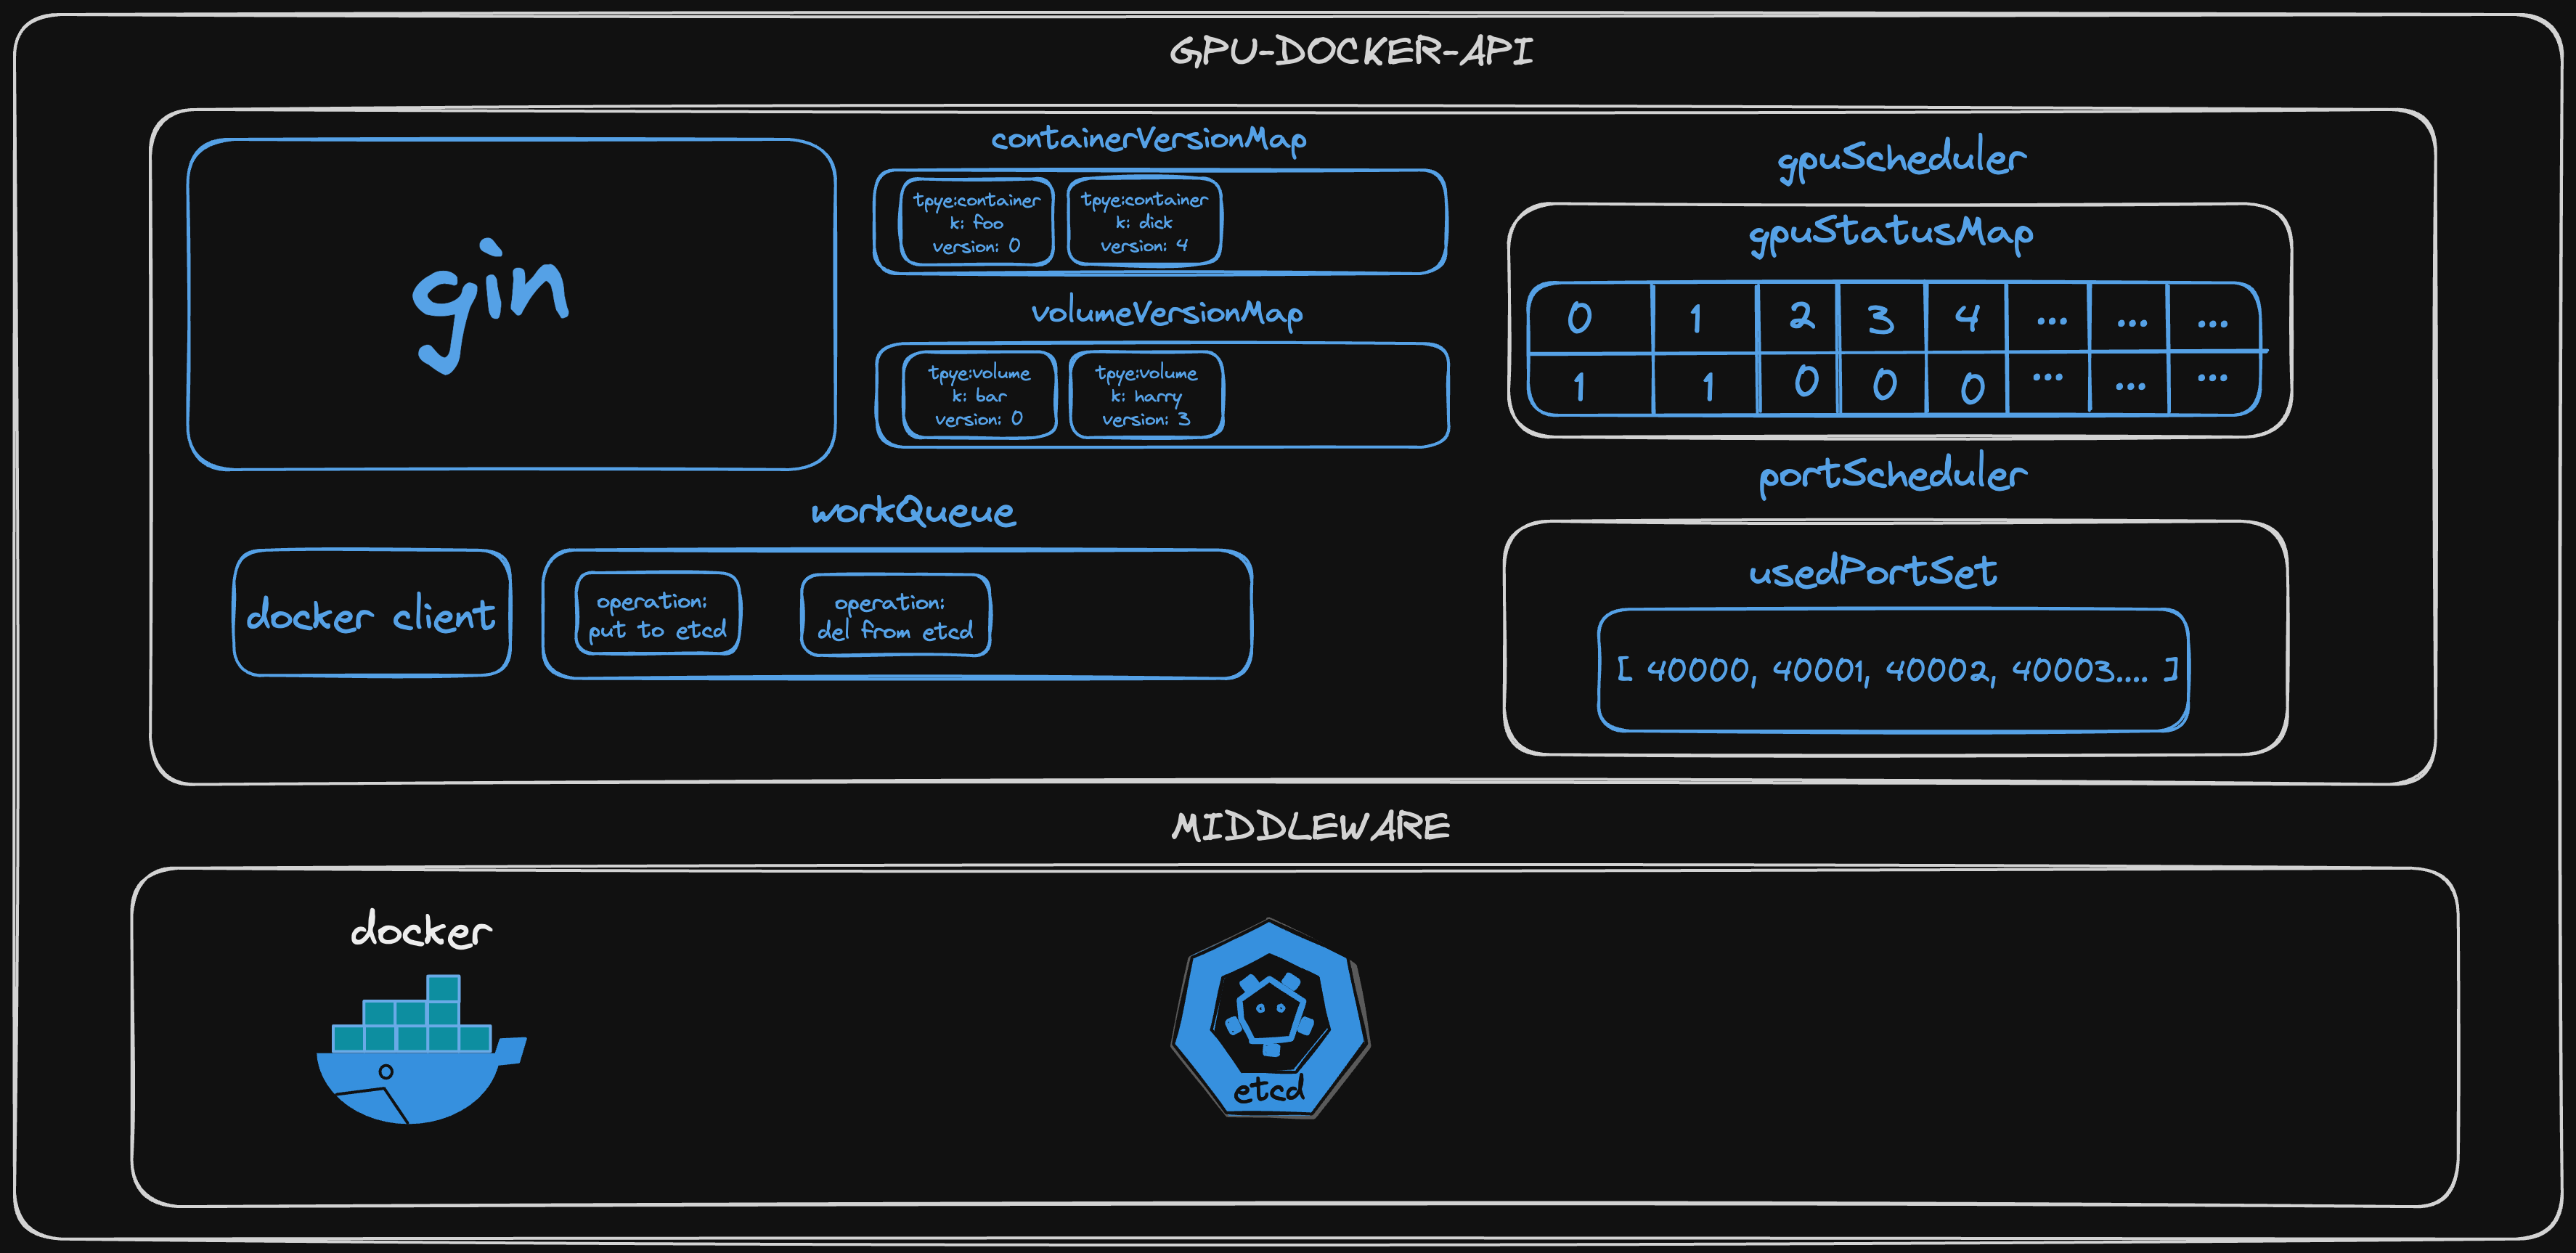 GPU-DOCKER-API
gin
containerVersionMap
tpye:container
k: foo
version: 0
tpye:container
k: dick
version: 4
volumeVersionMap
tpye:volume
k: bar
version: 0
tpye:volume
k: harry
version: 3
gpuScheduler
gpuStatusMap
0 1 2 3 4 ... ... ...
1 1 0 0 0 ... ... ...
portScheduler
usedPortSet
[ 40000, 40001, 40002, 40003.... ]
workQueue
docker client
operation:
put to etcd
operation:
del from etcd
MIDDLEWARE
docker
etcd